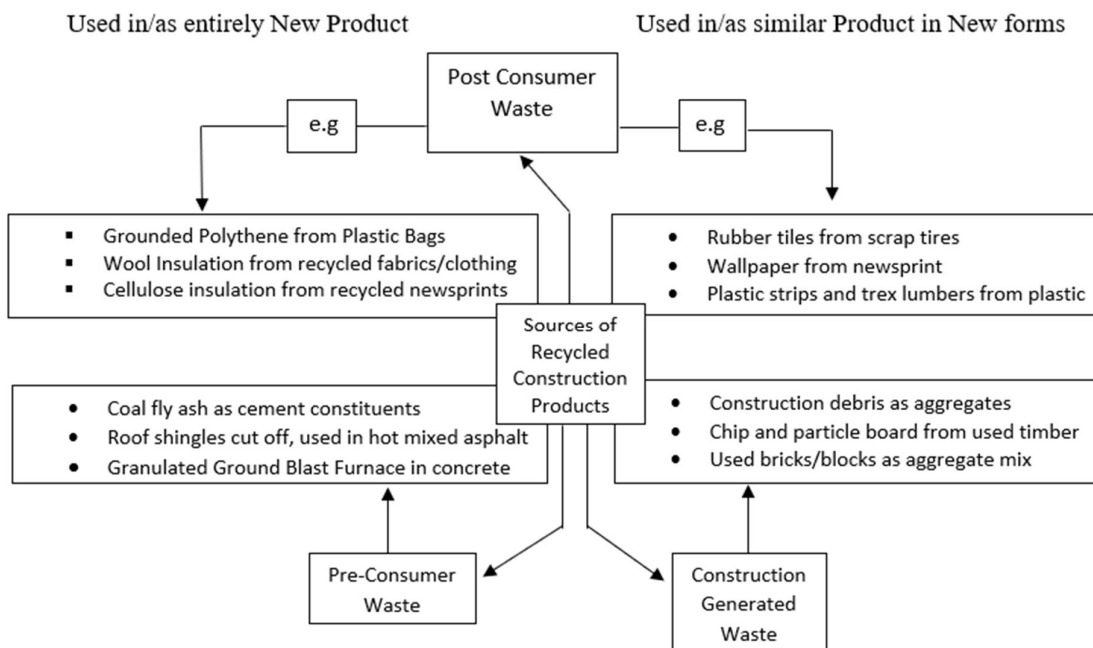 Used in/as entirely New Product
Used in/as similar Product in New forms
Post Consumer
Waste
e.g
e.g
▪ Grounded Polythene from Plastic Bags
▪ Wool Insulation from recycled fabrics/clothing
▪ Cellulose insulation from recycled newsprints
• Rubber tiles from scrap tires
• Wallpaper from newsprint
• Plastic strips and trex lumbers from plastic
Sources of
Recycled
Construction
Products
• Coal fly ash as cement constituents
• Roof shingles cut off, used in hot mixed asphalt
• Granulated Ground Blast Furnace in concrete
• Construction debris as aggregates
• Chip and particle board from used timber
• Used bricks/blocks as aggregate mix
Pre-Consumer
Waste
Construction
Generated
Waste